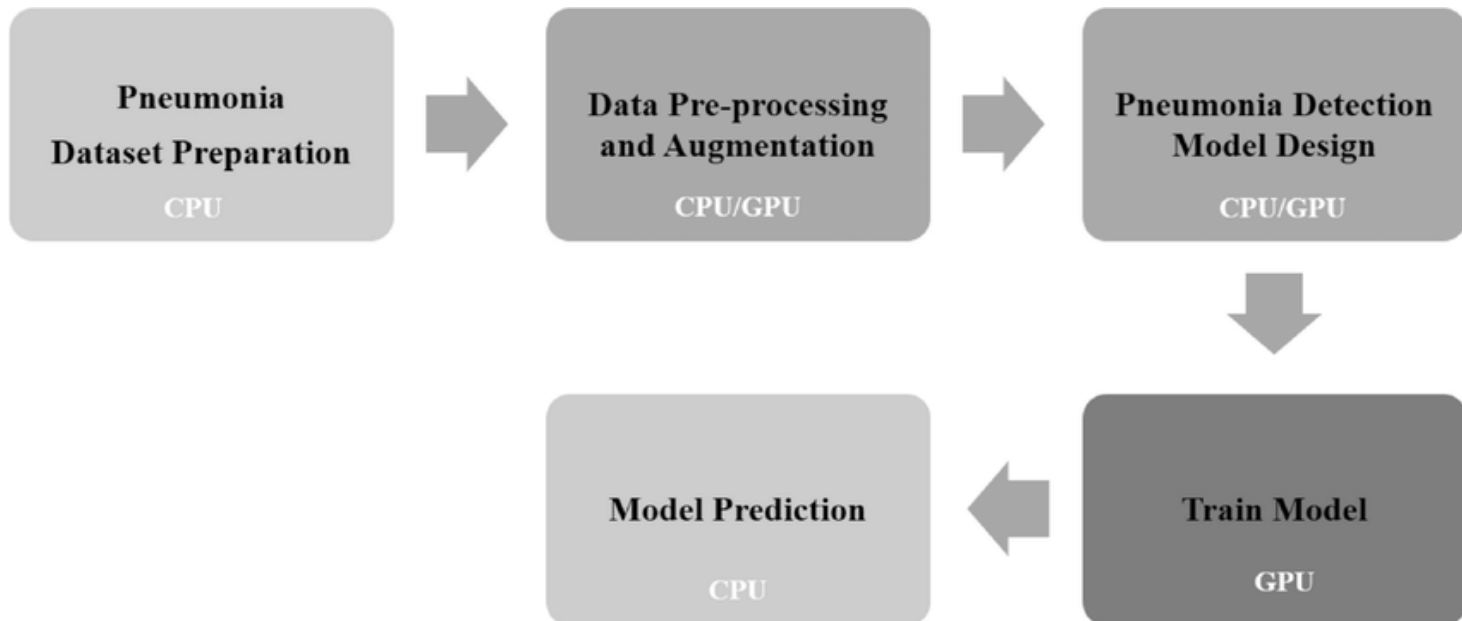 Pneumonia
Dataset Preparation
CPU
Data Pre-processing
and Augmentation
CPU/GPU
Pneumonia Detection
Model Design
CPU/GPU
Train Model
GPU
Model Prediction
CPU